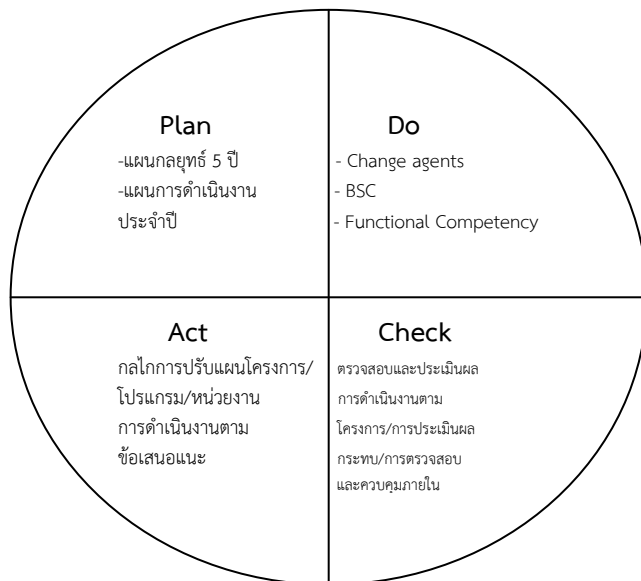 Plan
-แผนกลยุทธ์ 5 ปี
-แผนการดำเนินงาน
ประจำปี
Do
- Change agents
- BSC
- Functional Competency
Act
กลไกการปรับแผนโครงการ/
โปรแกรม/หน่วยงาน
การดำเนินงานตาม
ข้อเสนอแนะ
Check
ตรวจสอบและประเมินผล
การดำเนินงานตาม
โครงการ/การประเมินผล
กระทบ/การตรวจสอบ
และควบคุมภายใน